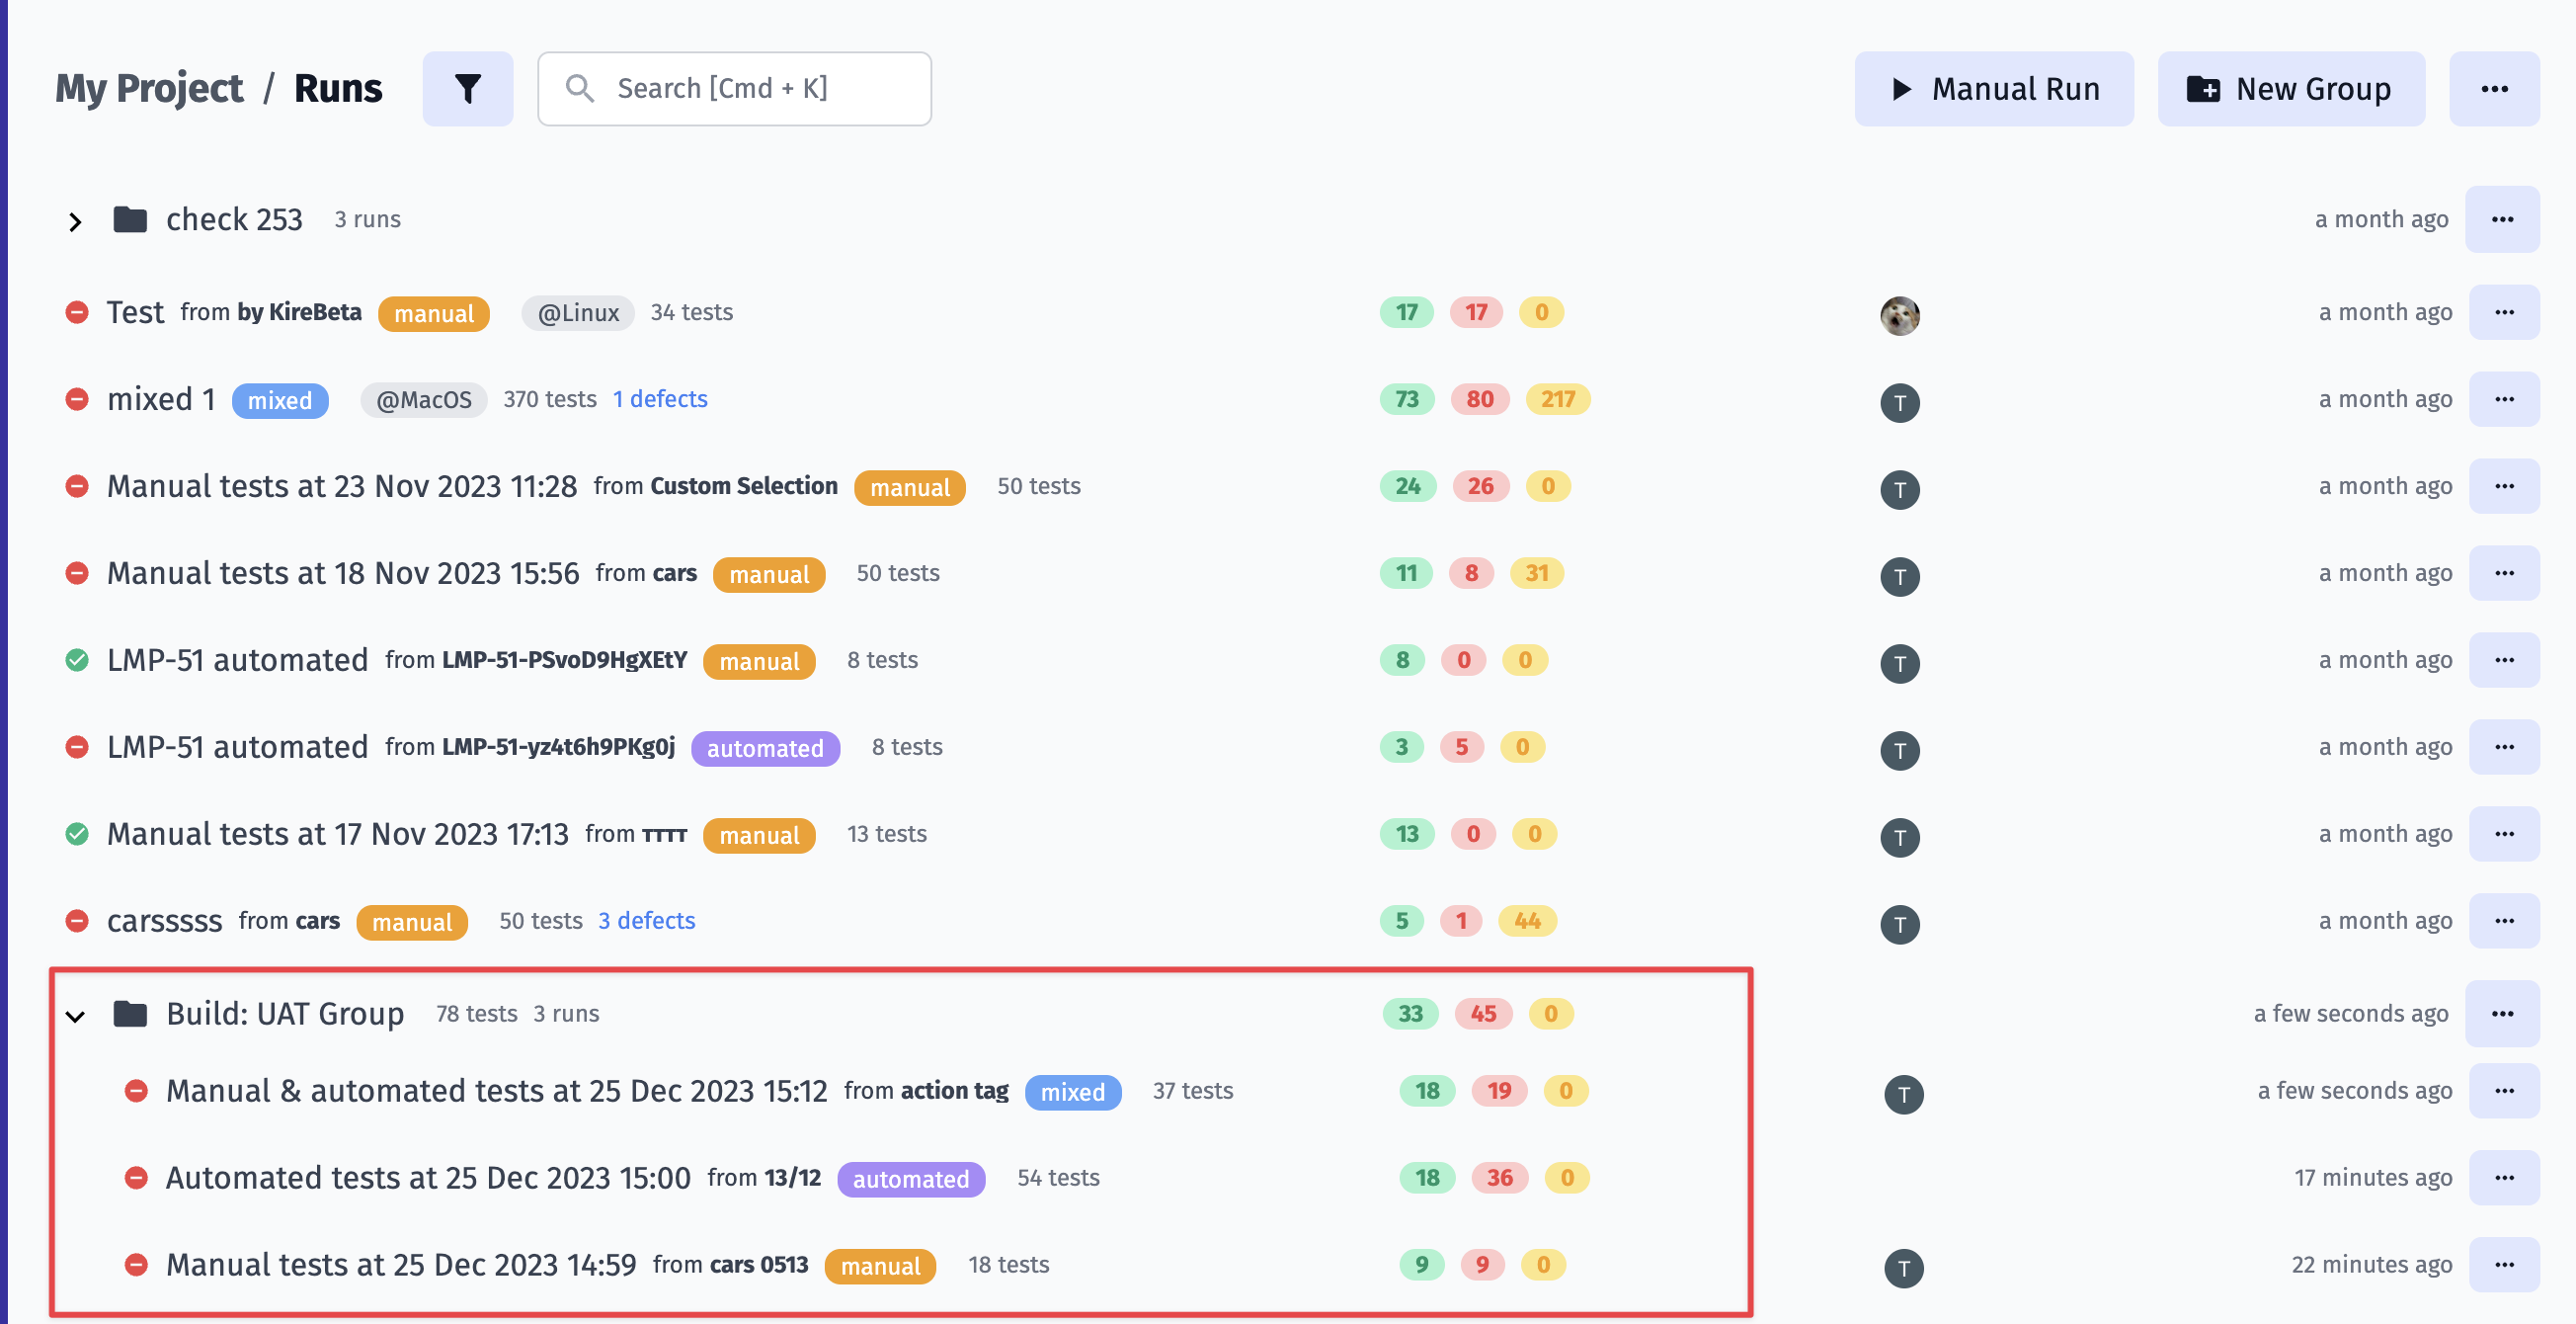 My Project / Runs Search [Cmd + K] Manual Run New Group
check 253 3 runs a month ago
Test from by KireBeta manual @Linux 34 tests 17 17 0 a month ago
mixed 1 mixed @MacOS 370 tests 1 defects 73 80 217 T a month ago
Manual tests at 23 Nov 2023 11:28 from Custom Selection manual 50 tests 24 26 0 T a month ago
Manual tests at 18 Nov 2023 15:56 from cars manual 50 tests 11 8 31 T a month ago
LMP-51 automated from LMP-51-PSvoD9HgXEtY manual 8 tests 8 0 0 T a month ago
LMP-51 automated from LMP-51-yz4t6h9PKg0j automated 8 tests 3 5 0 T a month ago
Manual tests at 17 Nov 2023 17:13 from тттт manual 13 tests 13 0 0 T a month ago
carsssss from cars manual 50 tests 3 defects 5 1 44 T a month ago
Build: UAT Group 78 tests 3 runs 33 45 0 a few seconds ago
Manual & automated tests at 25 Dec 2023 15:12 from action tag mixed 37 tests 18 19 0 T a few seconds ago
Automated tests at 25 Dec 2023 15:00 from 13/12 automated 54 tests 18 36 0 17 minutes ago
Manual tests at 25 Dec 2023 14:59 from cars 0513 manual 18 tests 9 9 0 T 22 minutes ago